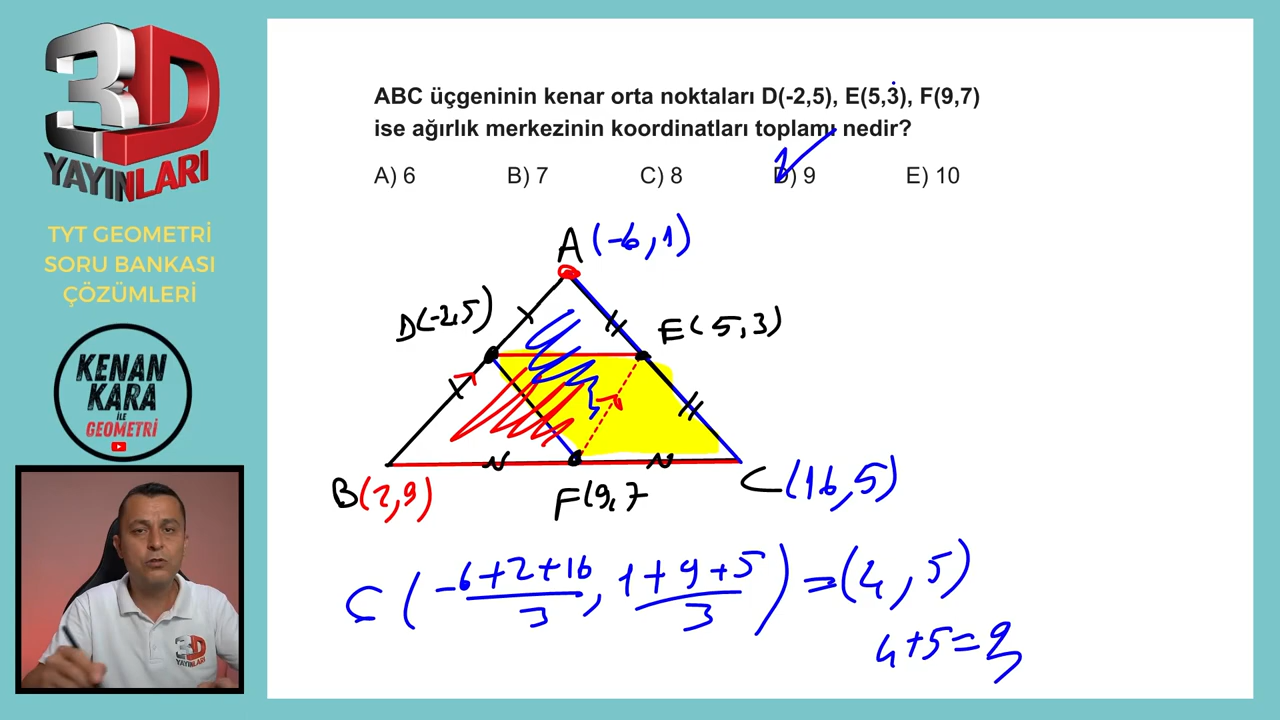 3D
YAYINLARI
TYT GEOMETRİ
SORU BANKASI
ÇÖZÜMLERİ
KENAN
KARA
İLE
GEOMETRİ
3D
YAYINLARI
ABC üçgeninin kenar orta noktaları D(-2,5), E(5,3), F(9,7)
ise ağırlık merkezinin koordinatları toplamı nedir?
A) 6 B) 7 C) 8 D) 9 E) 10
A (-6,1)
D(-2,5)
E(5,3)
B(2,9)
F(9,7
C(16,5)
G(-6+2+16/3, 1+9+5/3) = (4,5)
4+5=9